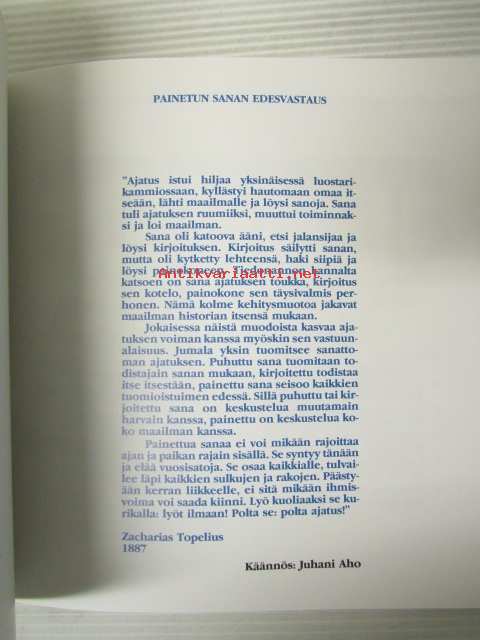 PAINETUN SANAN EDESVASTAUS
"Ajatus istui hiljaa yksinäisessä luostari-
kammiossaan, kyllästyi hautomaan omaa it-
seään, lähti maailmalle ja löysi sanoja. Sana
tuli ajatuksen ruumiiksi, muuttui toiminnak-
si ja loi maailman.
Sana oli katoova ääni, etsi jalansijaa ja
löysi kirjoituksen. Kirjoitus säilytti sanan,
mutta oli kytketty lehteensä, haki siipiä ja
löysi painokoneen. Tiedonannon kannalta
Antikvariaatti.net
katsoen on sana ajatuksen toukka, kirjoitus
sen kotelo, painokone sen täysivalmis per-
honen. Nämä kolme kehitysmuotoa jakavat
maailman historian itsensä mukaan.
Jokaisessa näistä muodoista kasvaa aja-
tuksen voiman kanssa myöskin sen vastuun-
alaisuus. Jumala yksin tuomitsee sanatto-
man ajatuksen. Puhuttu sana tuomitaan to-
distajain sanan mukaan, kirjoitettu todistaa
itse itsestään, painettu sana seisoo kaikkien
tuomioistuimen edessä. Sillä puhuttu tai kir-
joitettu sana on keskustelua muutamain
harvain kanssa, painettu on keskustelua ko-
ko maailman kanssa.
Painettua sanaa ei voi mikään rajoittaa
ajan ja paikan rajain sisällä. Se syntyy tänään
ja elää vuosisatoja. Se osaa kaikkialle, tulvai-
lee läpi kaikkien sulkujen ja rakojen. Päästy-
ään kerran liikkeelle, ei sitä mikään ihmis-
voima voi saada kiinni. Lyö kuoliaaksi se ku-
rikalla: lyöt ilmaan! Polta se: polta ajatus!"
Zacharias Topelius
1887
Käännös: Juhani Aho